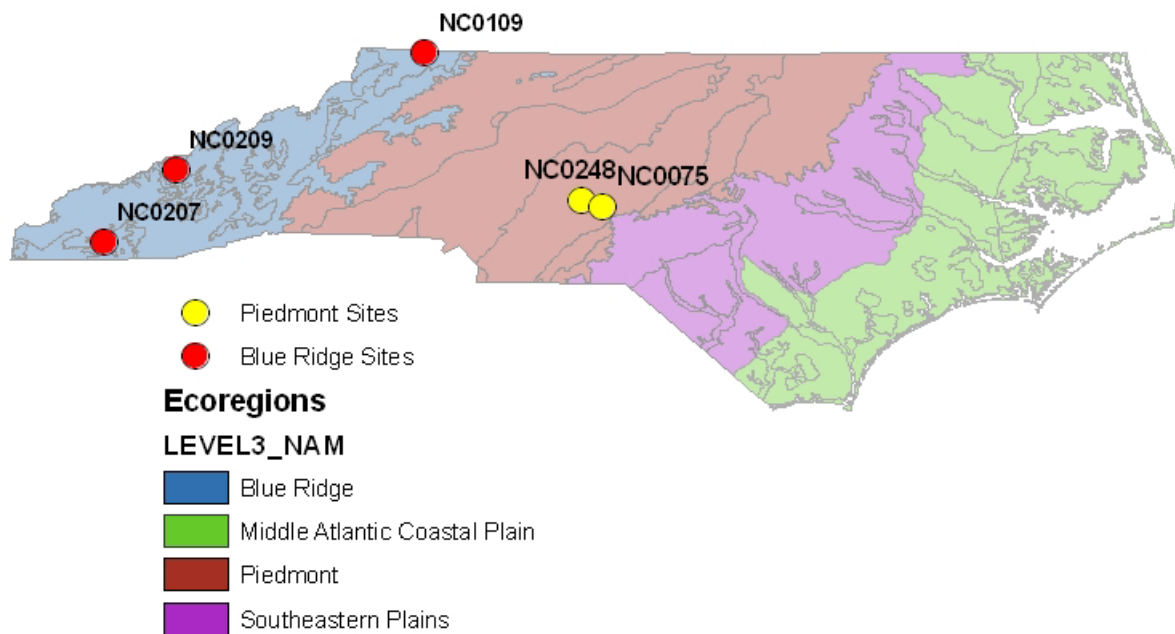 NC0109
NC0209
NC0248 NC0075
NC0207
Piedmont Sites
Blue Ridge Sites
Ecoregions
LEVEL3_NAM
Blue Ridge
Middle Atlantic Coastal Plain
Piedmont
Southeastern Plains